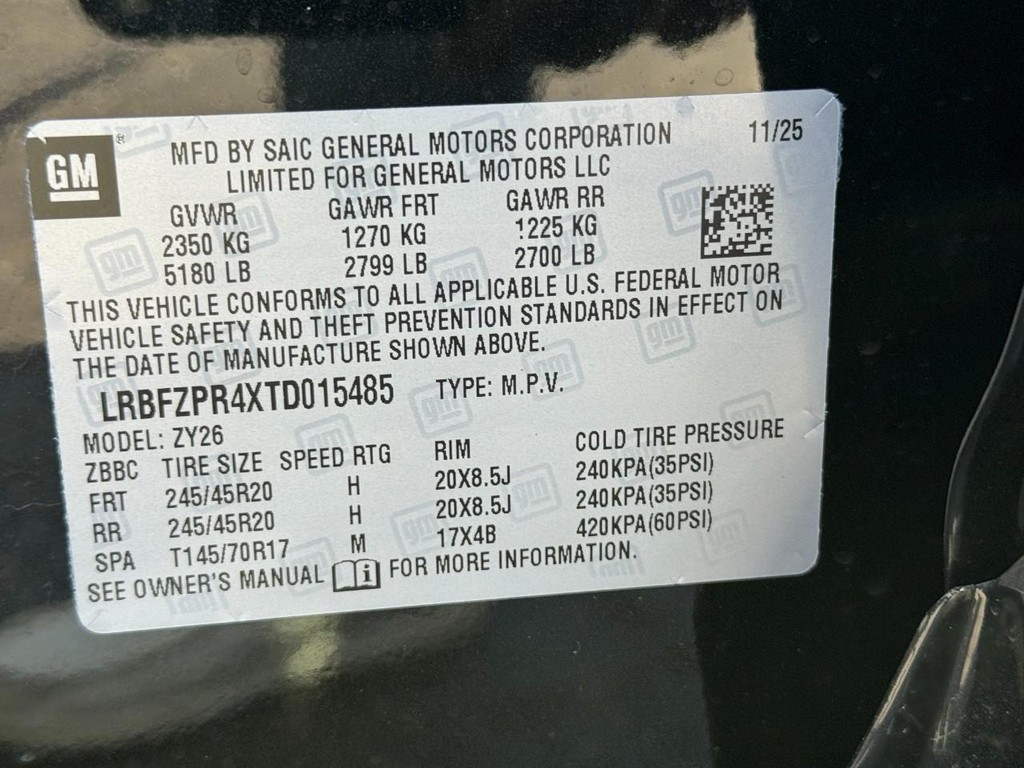 GM ®
MFD BY SAIC GENERAL MOTORS CORPORATION 11/25
LIMITED FOR GENERAL MOTORS LLC
GVWR GAWR FRT GAWR RR
2350 KG 1270 KG 1225 KG
5180 LB 2799 LB 2700 LB
THIS VEHICLE CONFORMS TO ALL APPLICABLE U.S. FEDERAL MOTOR
VEHICLE SAFETY AND THEFT PREVENTION STANDARDS IN EFFECT ON
THE DATE OF MANUFACTURE SHOWN ABOVE.
LRBFZPR4XTD015485 TYPE: M.P.V.
MODEL: ZY26
ZBBC TIRE SIZE SPEED RTG RIM COLD TIRE PRESSURE
FRT 245/45R20 H 20X8.5J 240KPA(35PSI)
RR 245/45R20 H 20X8.5J 240KPA(35PSI)
SPA T145/70R17 M 17X4B 420KPA(60PSI)
SEE OWNER'S MANUAL i FOR MORE INFORMATION.